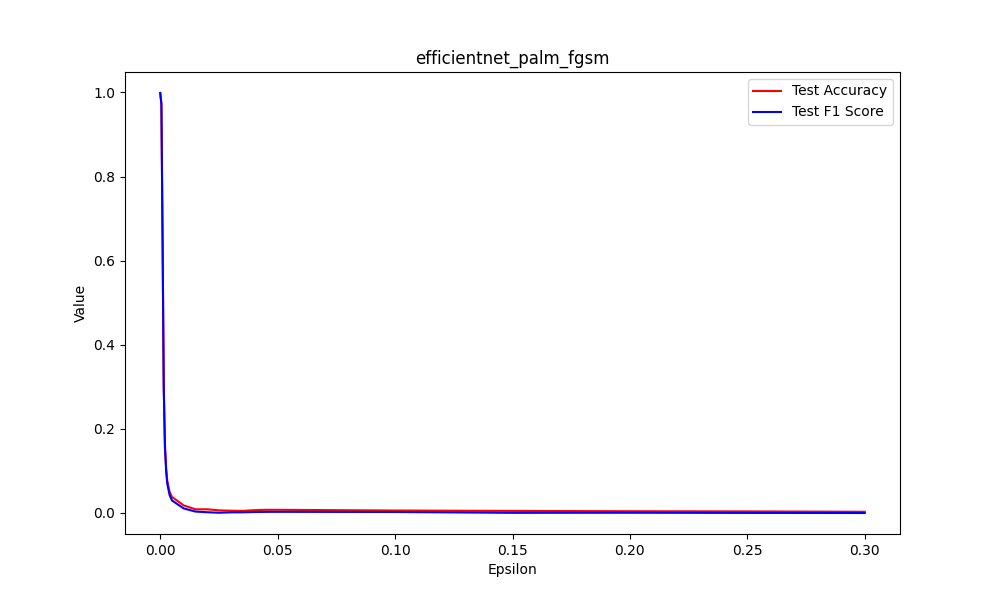 efficientnet_palm_fgsm
Test Accuracy
Test F1 Score
1.0
0.8
0.6
0.4
0.2
0.0
Value
0.00 0.05 0.10 0.15 0.20 0.25 0.30
Epsilon